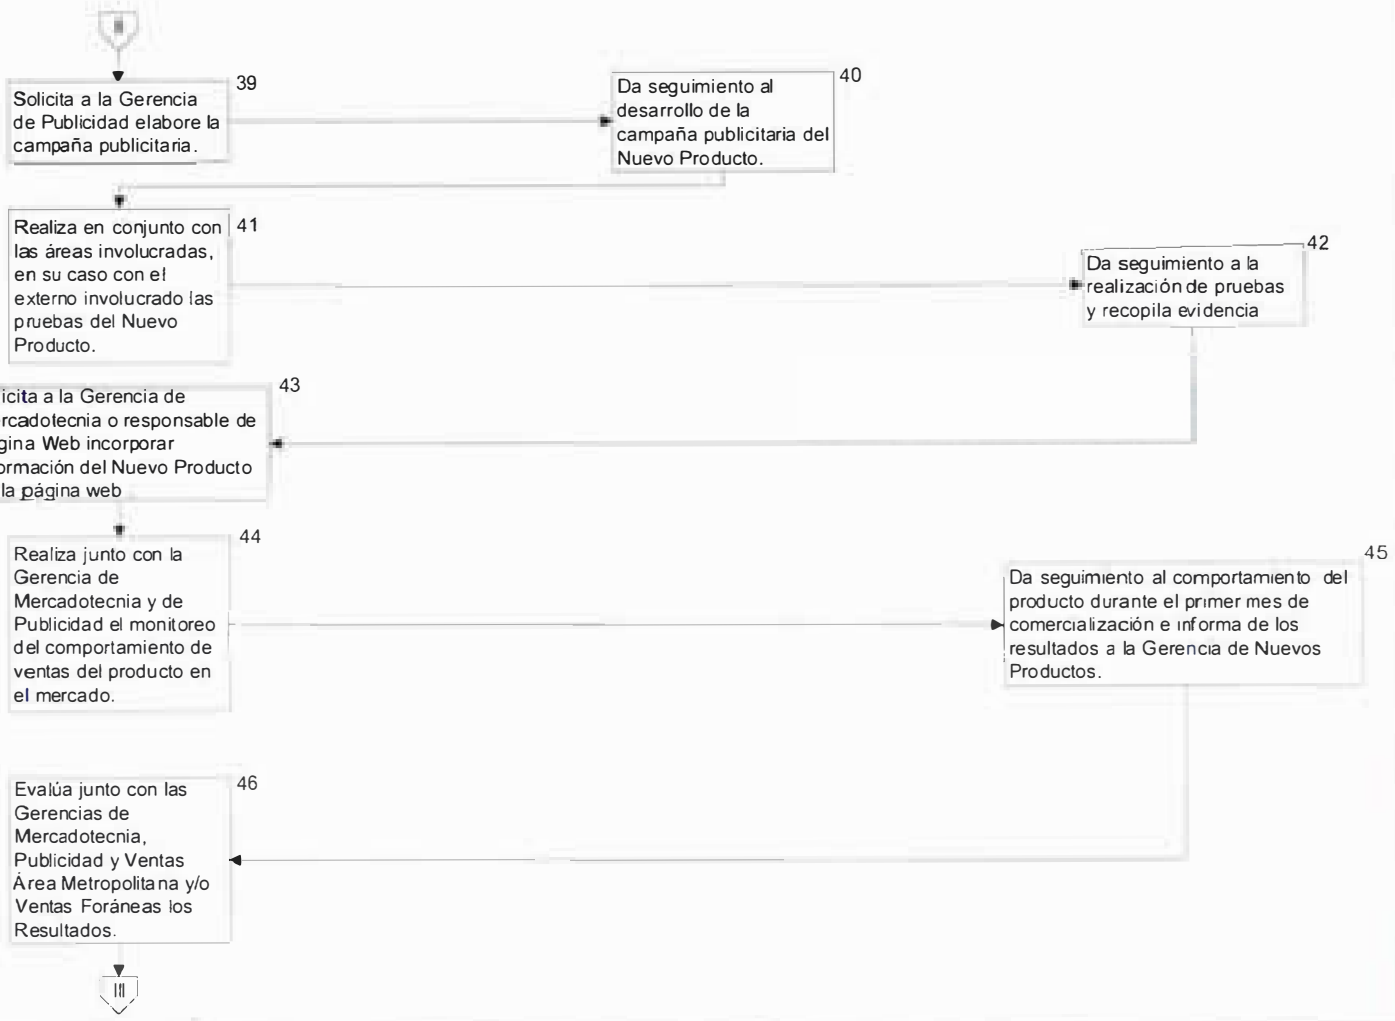 39
Solicita a la Gerencia
de Publicidad elabore la
campaña publicitaria.
40
Da seguimiento al
desarrollo de la
campaña publicitaria del
Nuevo Producto.
41
Realiza en conjunto con
las áreas involucradas,
en su caso con el
externo involucrado las
pruebas del Nuevo
Producto.
42
Da seguimiento a la
realización de pruebas
y recopila evidencia
43
icita a la Gerencia de
rcadotecnia o responsable de
gina Web incorporar
ormación del Nuevo Producto
la página web
44
Realiza junto con la
Gerencia de
Mercadotecnia y de
Publicidad el monitoreo
del comportamiento de
ventas del producto en
el mercado.
45
Da seguimiento al comportamiento del
producto durante el primer mes de
comercialización e informa de los
resultados a la Gerencia de Nuevos
Productos.
46
Evalúa junto con las
Gerencias de
Mercadotecnia,
Publicidad y Ventas
Área Metropolitana y/o
Ventas Foráneas los
Resultados.
III